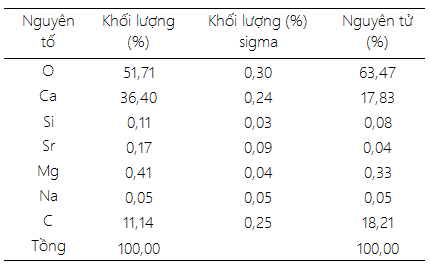 Nguyên tố Khối lượng (%) Khối lượng (%) sigma Nguyên tử (%)
O 51,71 0,30 63,47
Ca 36,40 0,24 17,83
Si 0,11 0,03 0,08
Sr 0,17 0,09 0,04
Mg 0,41 0,04 0,33
Na 0,05 0,05 0,05
C 11,14 0,25 18,21
Tổng 100,00 100,00